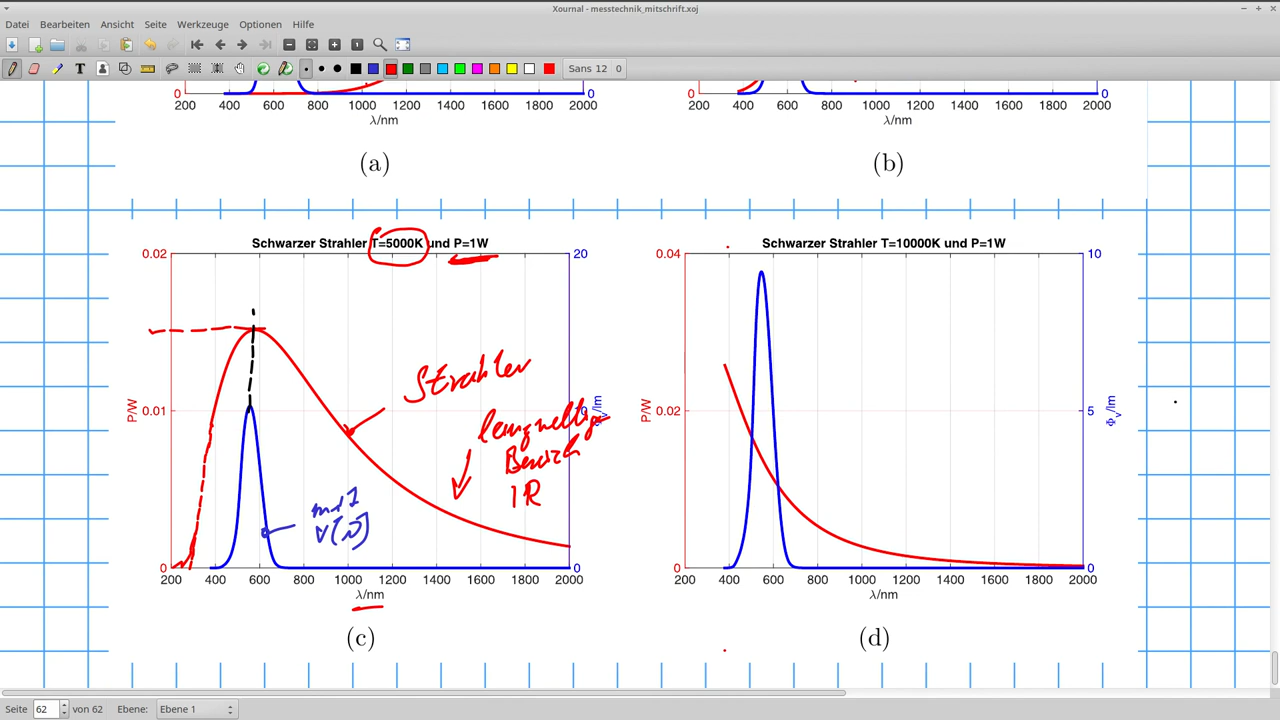 Xournal - messtechnik_mitschrift.xoj
Datei Bearbeiten Ansicht Seite Werkzeuge Optionen Hilfe
Sans 12 0
0 0 0 0
200 400 600 800 1000 1200 1400 1600 1800 2000
200 400 600 800 1000 1200 1400 1600 1800 2000
λ/nm λ/nm
(a) (b)
Schwarzer Strahler T=5000K und P=1W
0.02 20
0.01
0 0
P/W
200 400 600 800 1000 1200 1400 1600 1800 2000
λ/nm
Strahler
langwellige
Bereich
IR
mit
V(λ)
(c)
Schwarzer Strahler T=10000K und P=1W
0.04 10
0.02 5
0 0
P/W
Φv/lm
200 400 600 800 1000 1200 1400 1600 1800 2000
λ/nm
(d)
Seite 62 von 62 Ebene: Ebene 1